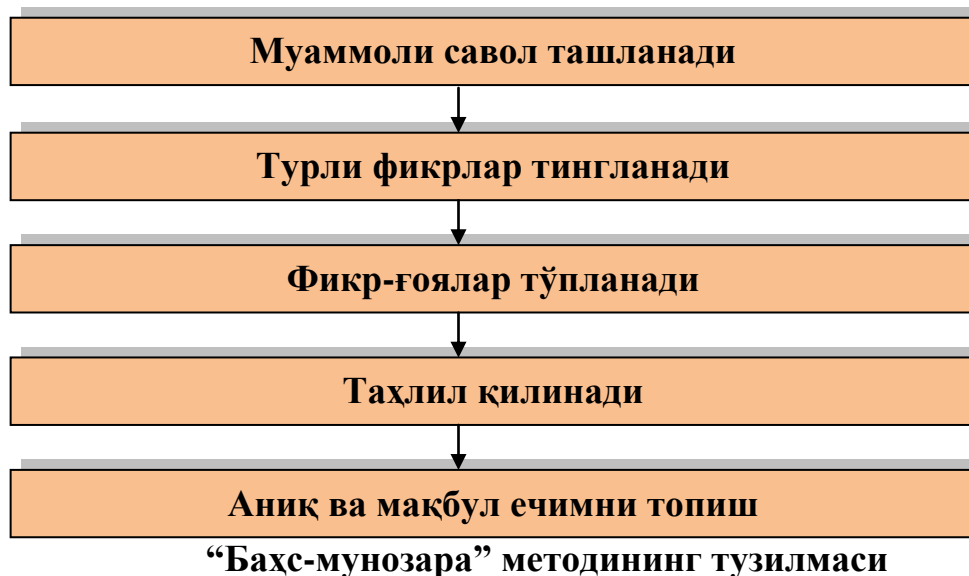 Муаммоли савол ташланади
Турли фикрлар тингланади
Фикр-ғоялар тўпланади
Таҳлил қилинади
Аниқ ва мақбул ечимни топиш
“Баҳс-мунозара” методининг тузилмаси